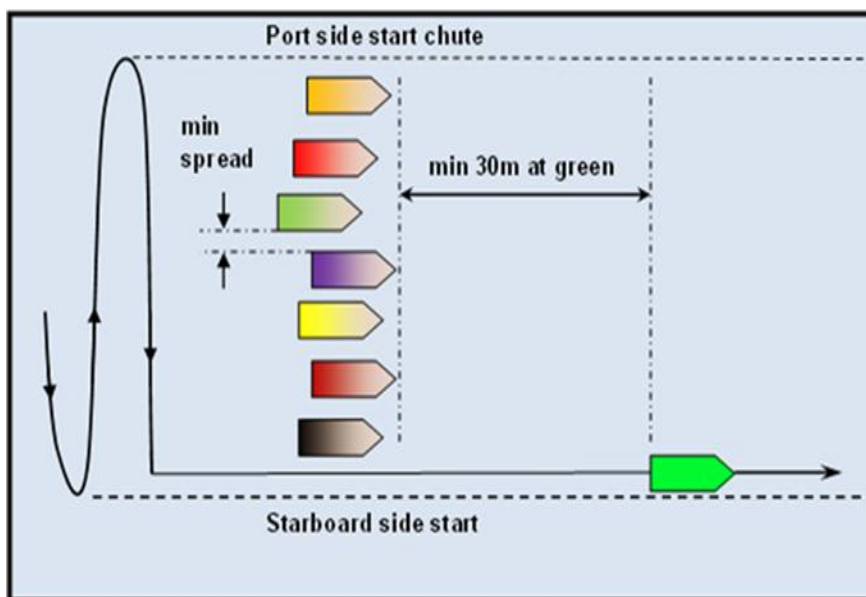 Port side start chute
min
spread
min 30m at green
Starboard side start